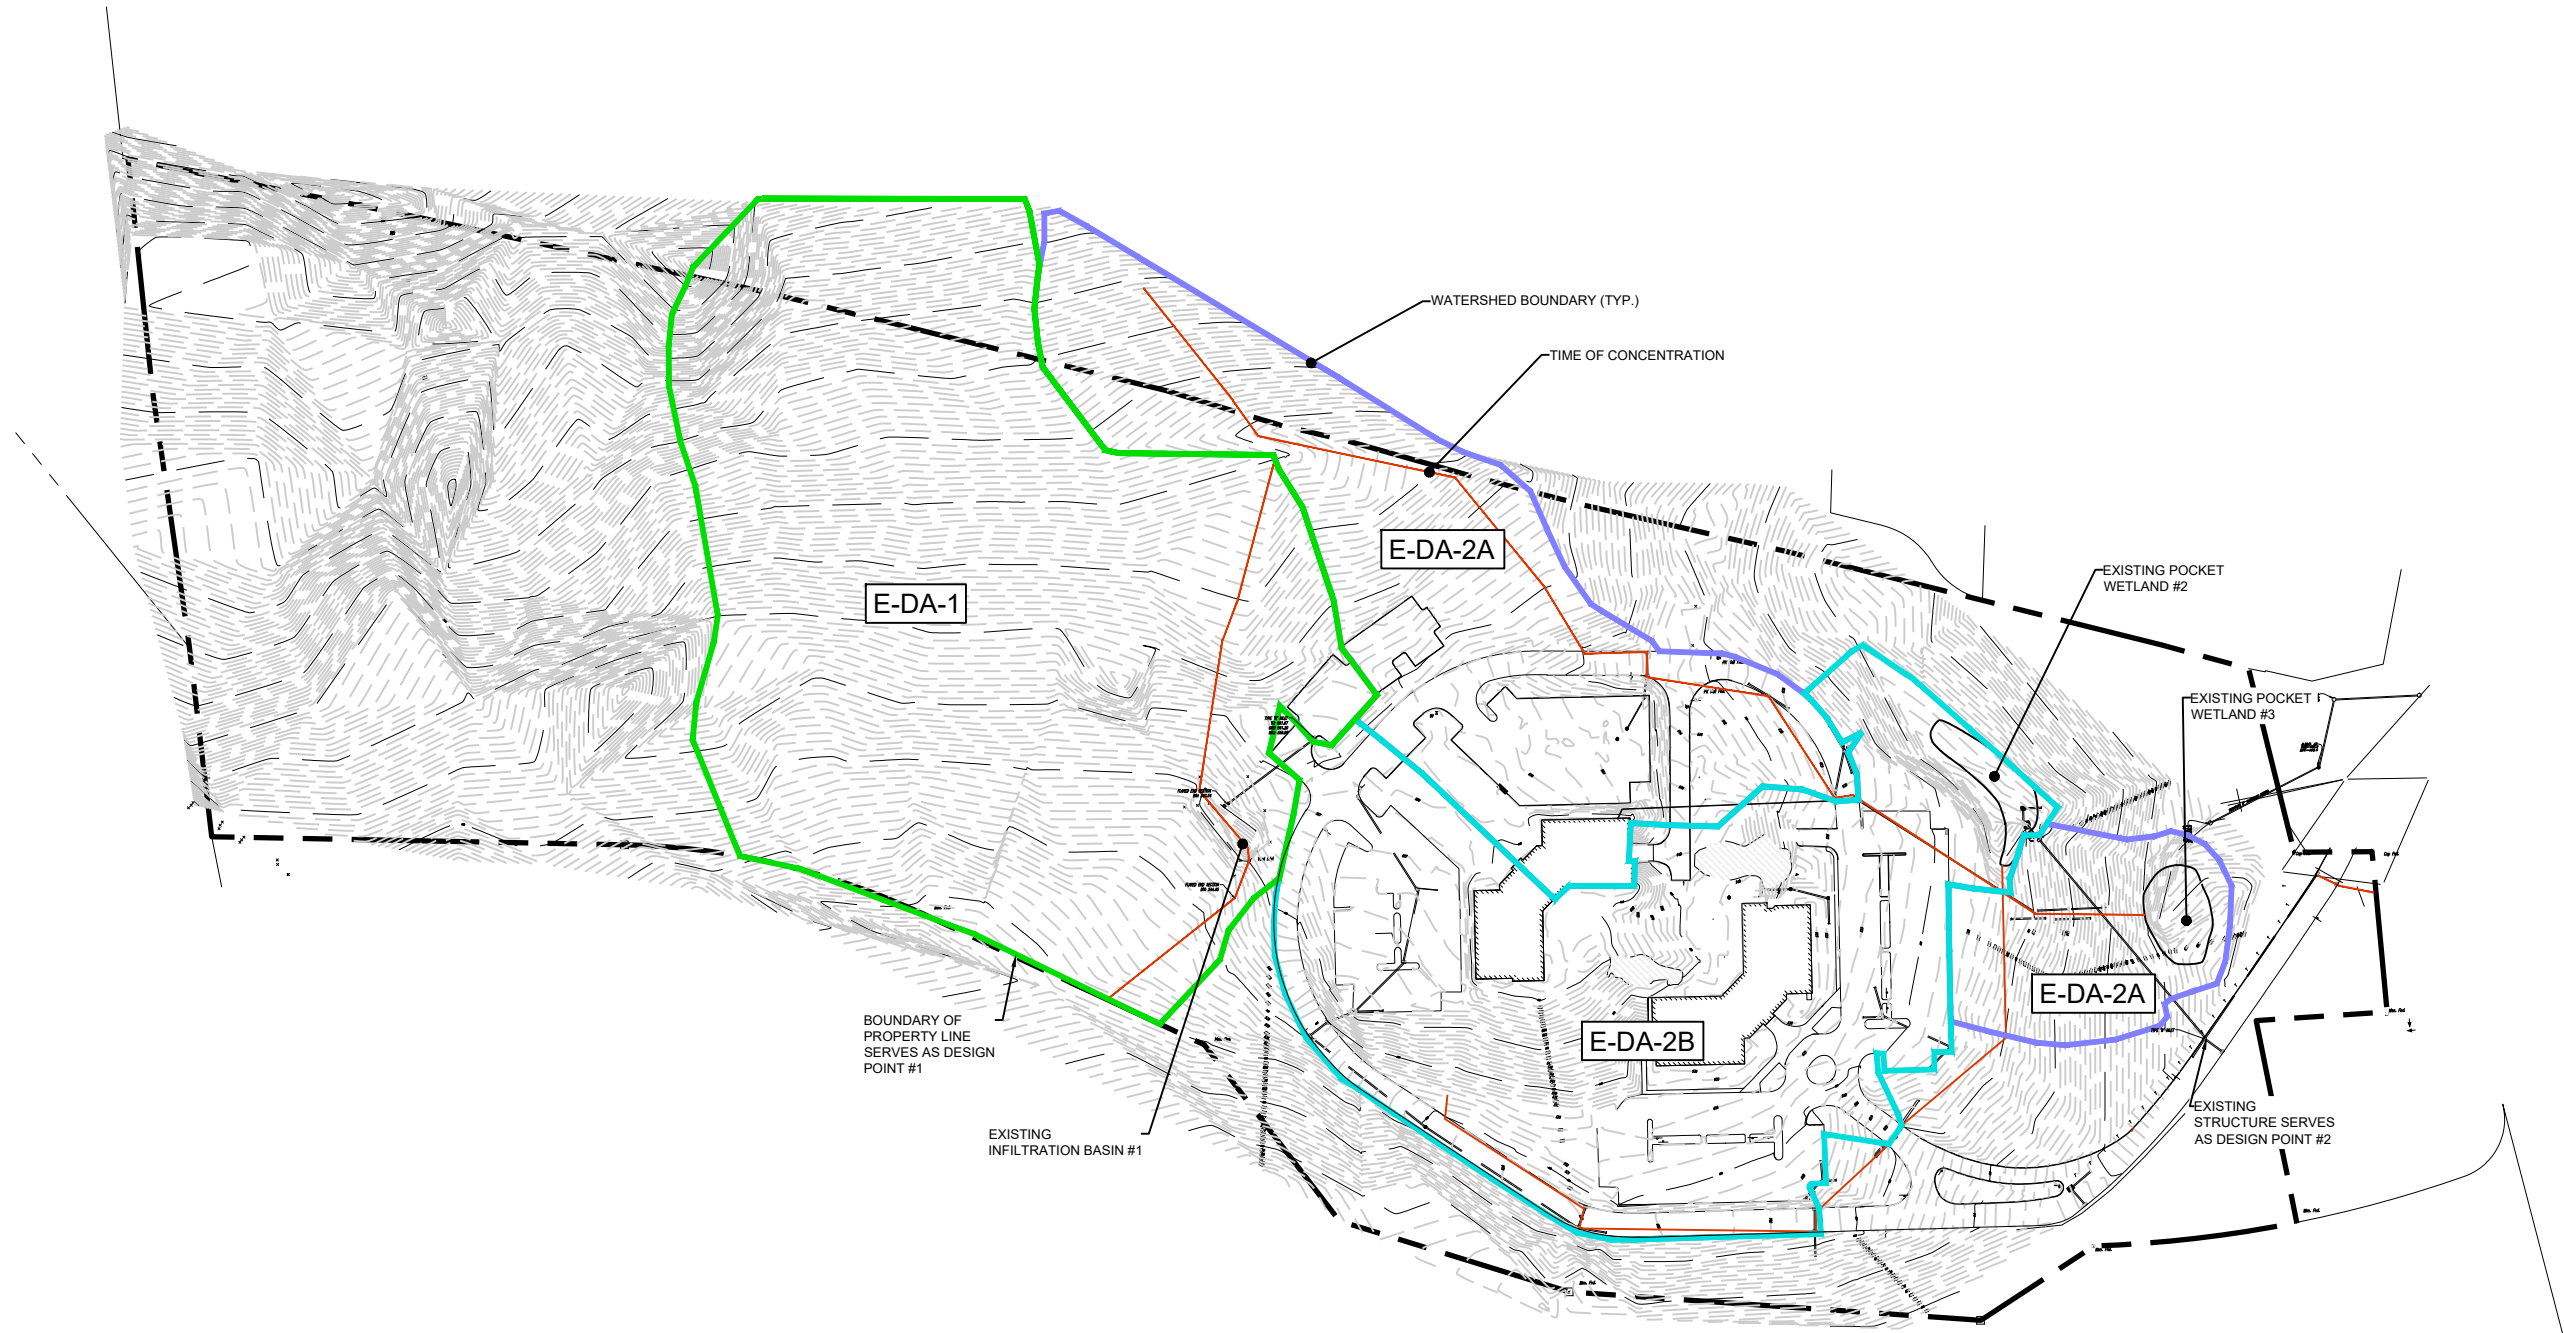 WATERSHED BOUNDARY (TYP.)
TIME OF CONCENTRATION
E-DA-2A
EXISTING POCKET
WETLAND #2
E-DA-1
EXISTING POCKET
WETLAND #3
E-DA-2A
E-DA-2B
BOUNDARY OF
PROPERTY LINE
SERVES AS DESIGN
POINT #1
EXISTING
INFILTRATION BASIN #1
EXISTING
STRUCTURE SERVES
AS DESIGN POINT #2